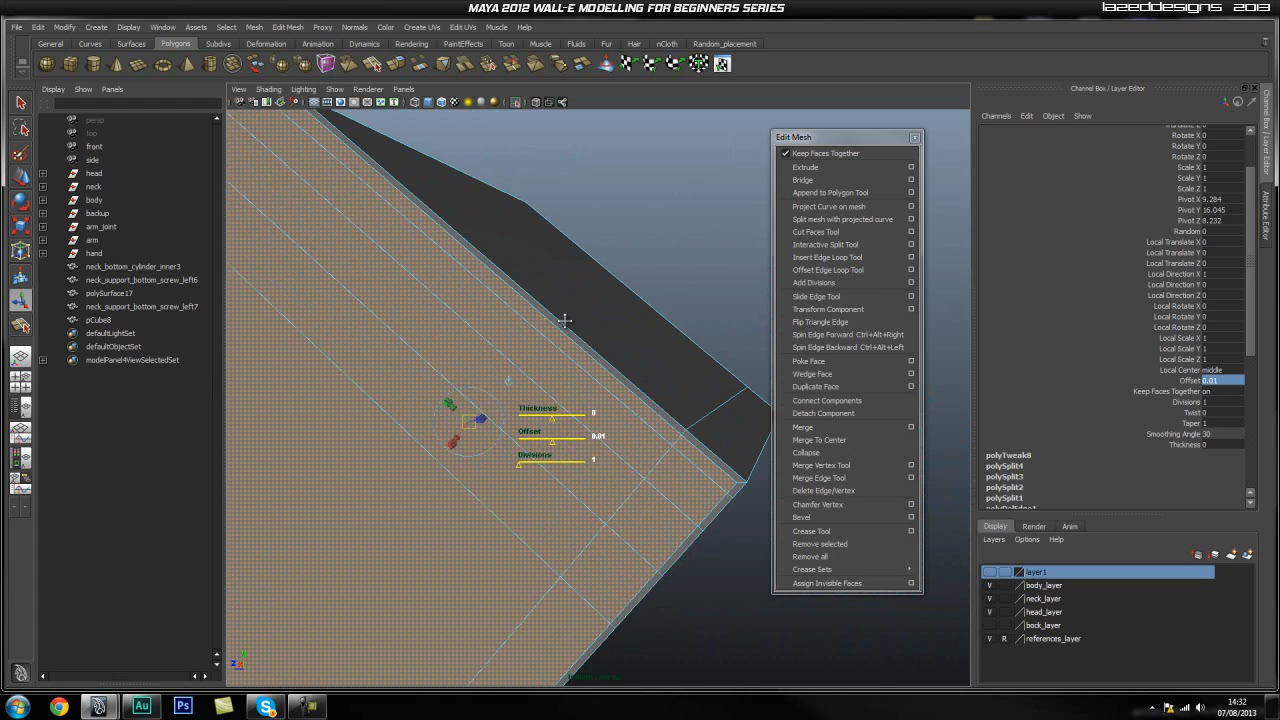 MAYA 2012 WALL-E MODELLING FOR BEGINNERS SERIES
LAZEDDESIGNS 2013
File Edit Modify Create Display Window Assets Select Mesh Edit Mesh Proxy Normals Color Create UVs Edit UVs Muscle Help
General Curves Surfaces Polygons Subdivs Deformation Animation Dynamics Rendering PaintEffects Toon Muscle Fluids Fur Hair nCloth Random_placement
Display Show Panels
View Shading Lighting Show Renderer Panels
Channel Box / Layer Editor
Channels Edit Object Show
persp
top
front
side
head
neck
body
backup
arm_joint
arm
hand
neck_bottom_cylinder_inner3
neck_support_bottom_screw_left6
polySurface17
neck_support_bottom_screw_left7
pCube8
defaultLightSet
defaultObjectSet
modelPanel4ViewSelectedSet
Thickness 0
Offset 0.01
Divisions 1
Edit Mesh
Keep Faces Together
Extrude
Bridge
Append to Polygon Tool
Project Curve on mesh
Split mesh with projected curve
Cut Faces Tool
Interactive Split Tool
Insert Edge Loop Tool
Offset Edge Loop Tool
Add Divisions
Slide Edge Tool
Transform Component
Flip Triangle Edge
Spin Edge Forward Ctrl+Alt+Right
Spin Edge Backward Ctrl+Alt+Left
Poke Face
Wedge Face
Duplicate Face
Connect Components
Detach Component
Merge
Merge To Center
Collapse
Merge Vertex Tool
Merge Edge Tool
Delete Edge/Vertex
Chamfer Vertex
Bevel
Crease Tool
Remove selected
Remove all
Crease Sets
Assign Invisible Faces
Translate Z 0
Rotate X 0
Rotate Y 0
Rotate Z 0
Scale X 1
Scale Y 1
Scale Z 1
Pivot X 9.284
Pivot Y 16.045
Pivot Z 8.232
Random 0
Local Translate X 0
Local Translate Y 0
Local Translate Z 0
Local Direction X 1
Local Direction Y 0
Local Direction Z 0
Local Rotate X 0
Local Rotate Y 0
Local Rotate Z 0
Local Scale X 1
Local Scale Y 1
Local Scale Z 1
Local Center middle
Offset 0.01
Keep Faces Together on
Divisions 1
Twist 0
Taper 1
Smoothing Angle 30
Thickness 0
polyTweak8
polySplit4
polySplit3
polySplit2
polySplit1
polyDelEdge1
Channel Box / Layer Editor
Attribute Editor
Display Render Anim
Layers Options Help
layer1
V body_layer
V neck_layer
V head_layer
bock_layer
V R references_layer
14:32
07/08/2013